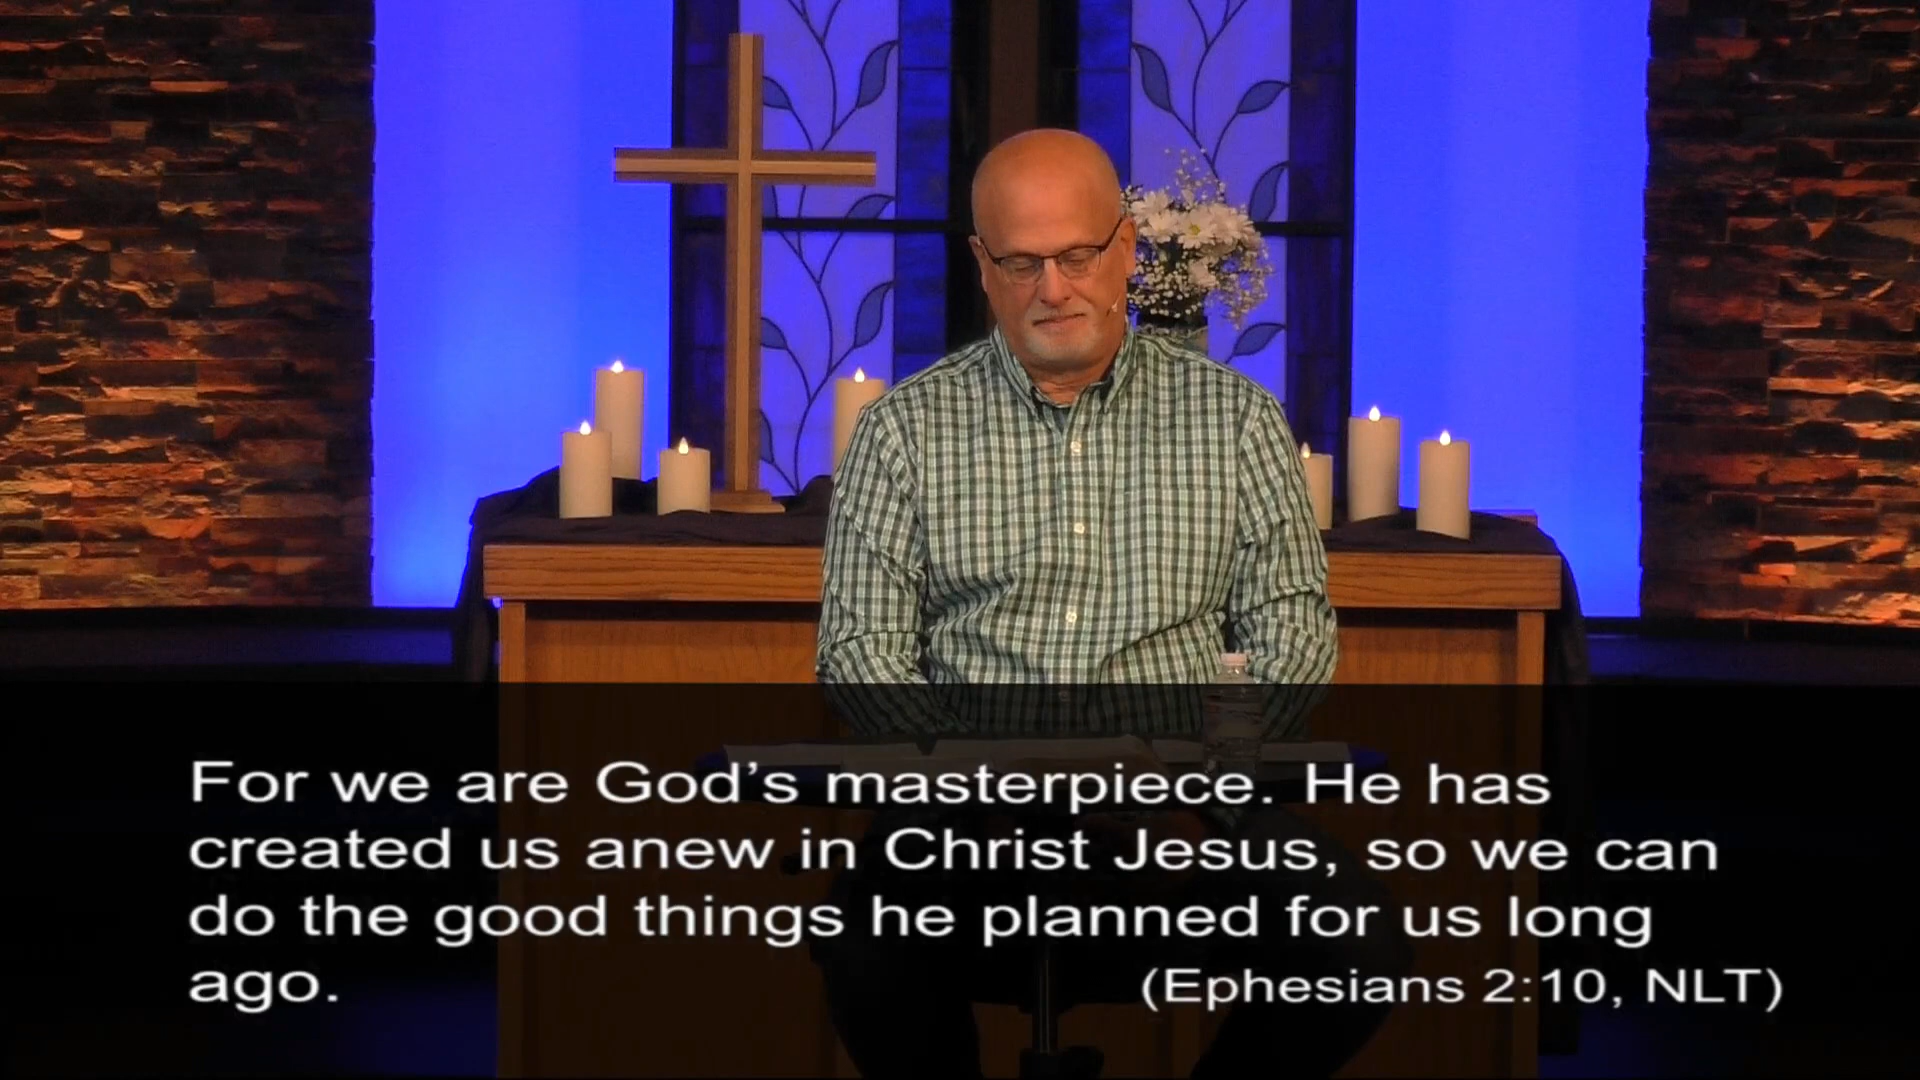 For we are God’s masterpiece. He has
created us anew in Christ Jesus, so we can
do the good things he planned for us long
ago. (Ephesians 2:10, NLT)